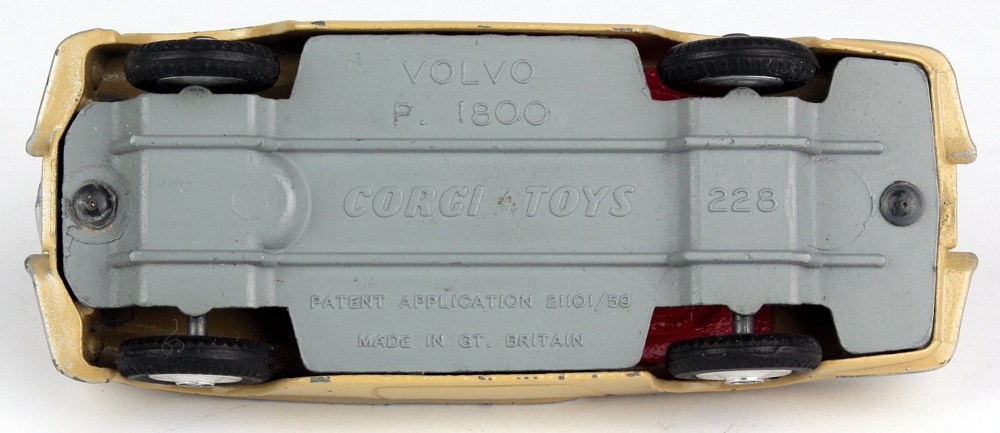 VOLVO
P. 1800
CORGI TOYS
228
PATENT APPLICATION 21101/59
MADE IN GT. BRITAIN